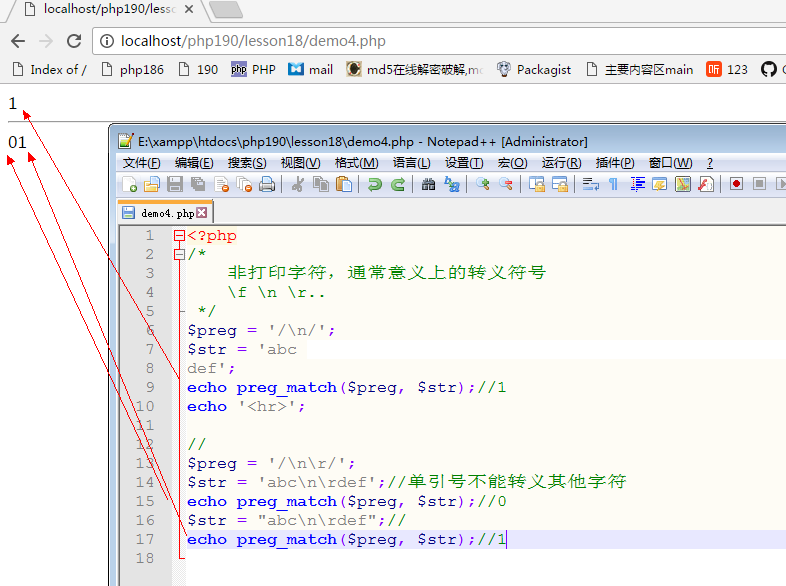 localhost/php190/lesso
localhost/php190/lesson18/demo4.php
Index of /
php186
190
php PHP
mail
md5在线解密破解,md
Packagist
主要内容区main
听 123
1
01
E:\xampp\htdocs\php190\lesson18\demo4.php - Notepad++ [Administrator]
文件(F) 编辑(E) 搜索(S) 视图(V) 格式(M) 语言(L) 设置(T) 宏(O) 运行(R) 插件(P) 窗口(W) ?
demo4.php
1 <?php
2 /*
3 非打印字符，通常意义上的转义符号
4 \f \n \r..
5 */
6 $preg = '/\n/';
7 $str = 'abc
8 def';
9 echo preg_match($preg, $str);//1
10 echo '<hr>';
11
12 //
13 $preg = '/\n\r/';
14 $str = 'abc\n\rdef';//单引号不能转义其他字符
15 echo preg_match($preg, $str);//0
16 $str = "abc\n\rdef";//
17 echo preg_match($preg, $str);//1
18